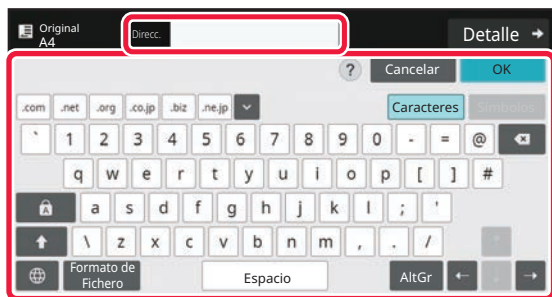 Original
A4
Direcc.
Detalle →
? Cancelar OK
.com .net .org .co.jp .biz .ne.jp Caracteres Símbolos
` 1 2 3 4 5 6 7 8 9 0 - = @
q w e r t y u i o p [ ] #
A a s d f g h j k l ; '
\ z x c v b n m , . /
Formato de
Fichero
Espacio AltGr ← ↓ →